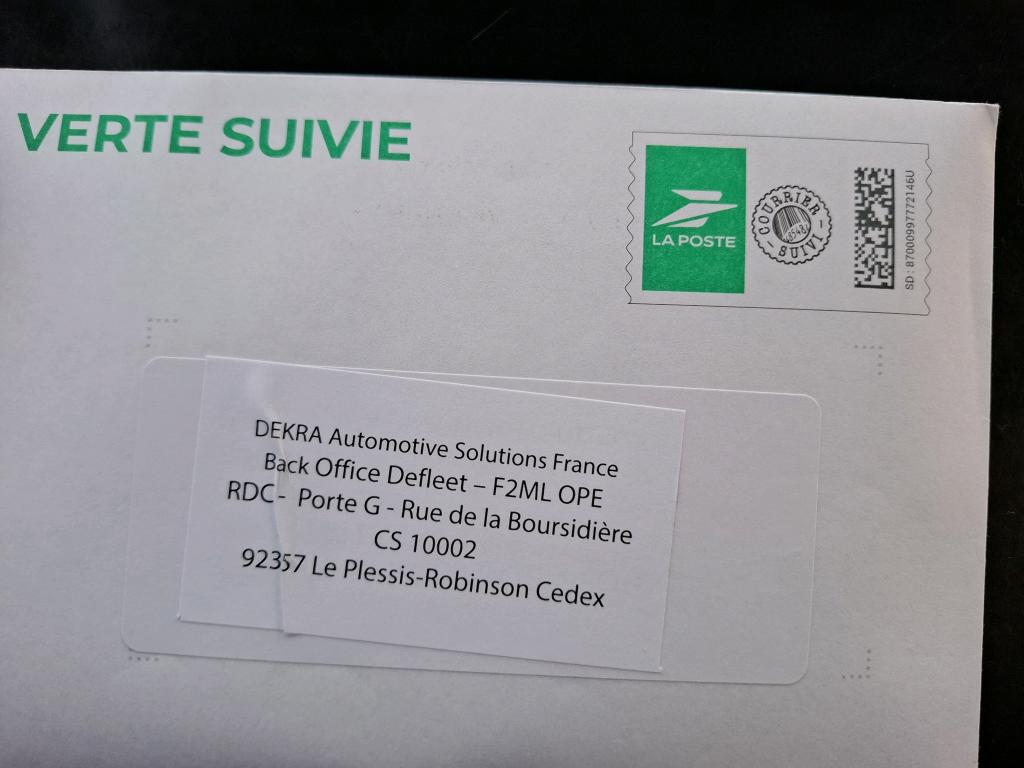 VERTE SUIVIE
LA POSTE
COURRIER
SUIVI
SD : 87000997772146U
DEKRA Automotive Solutions France
Back Office Defleet – F2ML OPE
RDC - Porte G - Rue de la Boursidière
CS 10002
92357 Le Plessis-Robinson Cedex